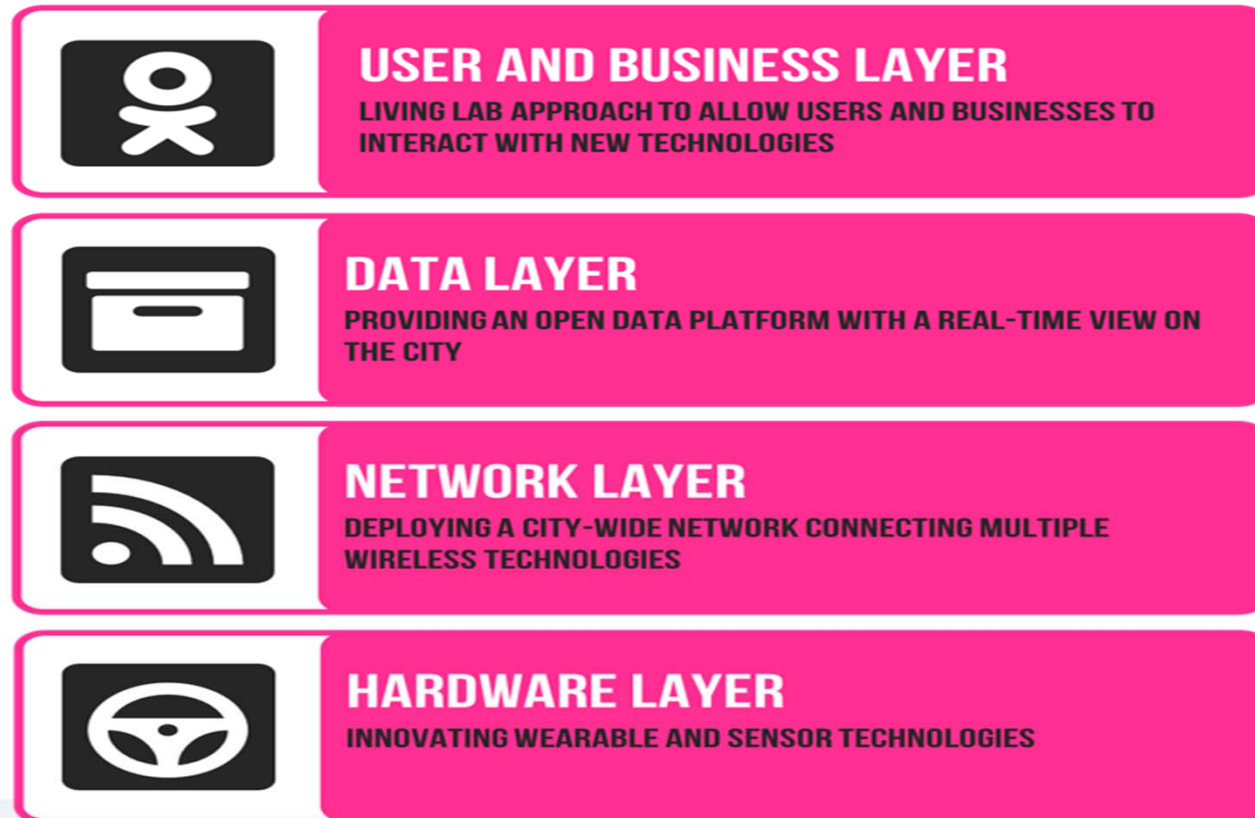 USER AND BUSINESS LAYER
LIVING LAB APPROACH TO ALLOW USERS AND BUSINESSES TO
INTERACT WITH NEW TECHNOLOGIES
DATA LAYER
PROVIDING AN OPEN DATA PLATFORM WITH A REAL-TIME VIEW ON
THE CITY
NETWORK LAYER
DEPLOYING A CITY-WIDE NETWORK CONNECTING MULTIPLE
WIRELESS TECHNOLOGIES
HARDWARE LAYER
INNOVATING WEARABLE AND SENSOR TECHNOLOGIES